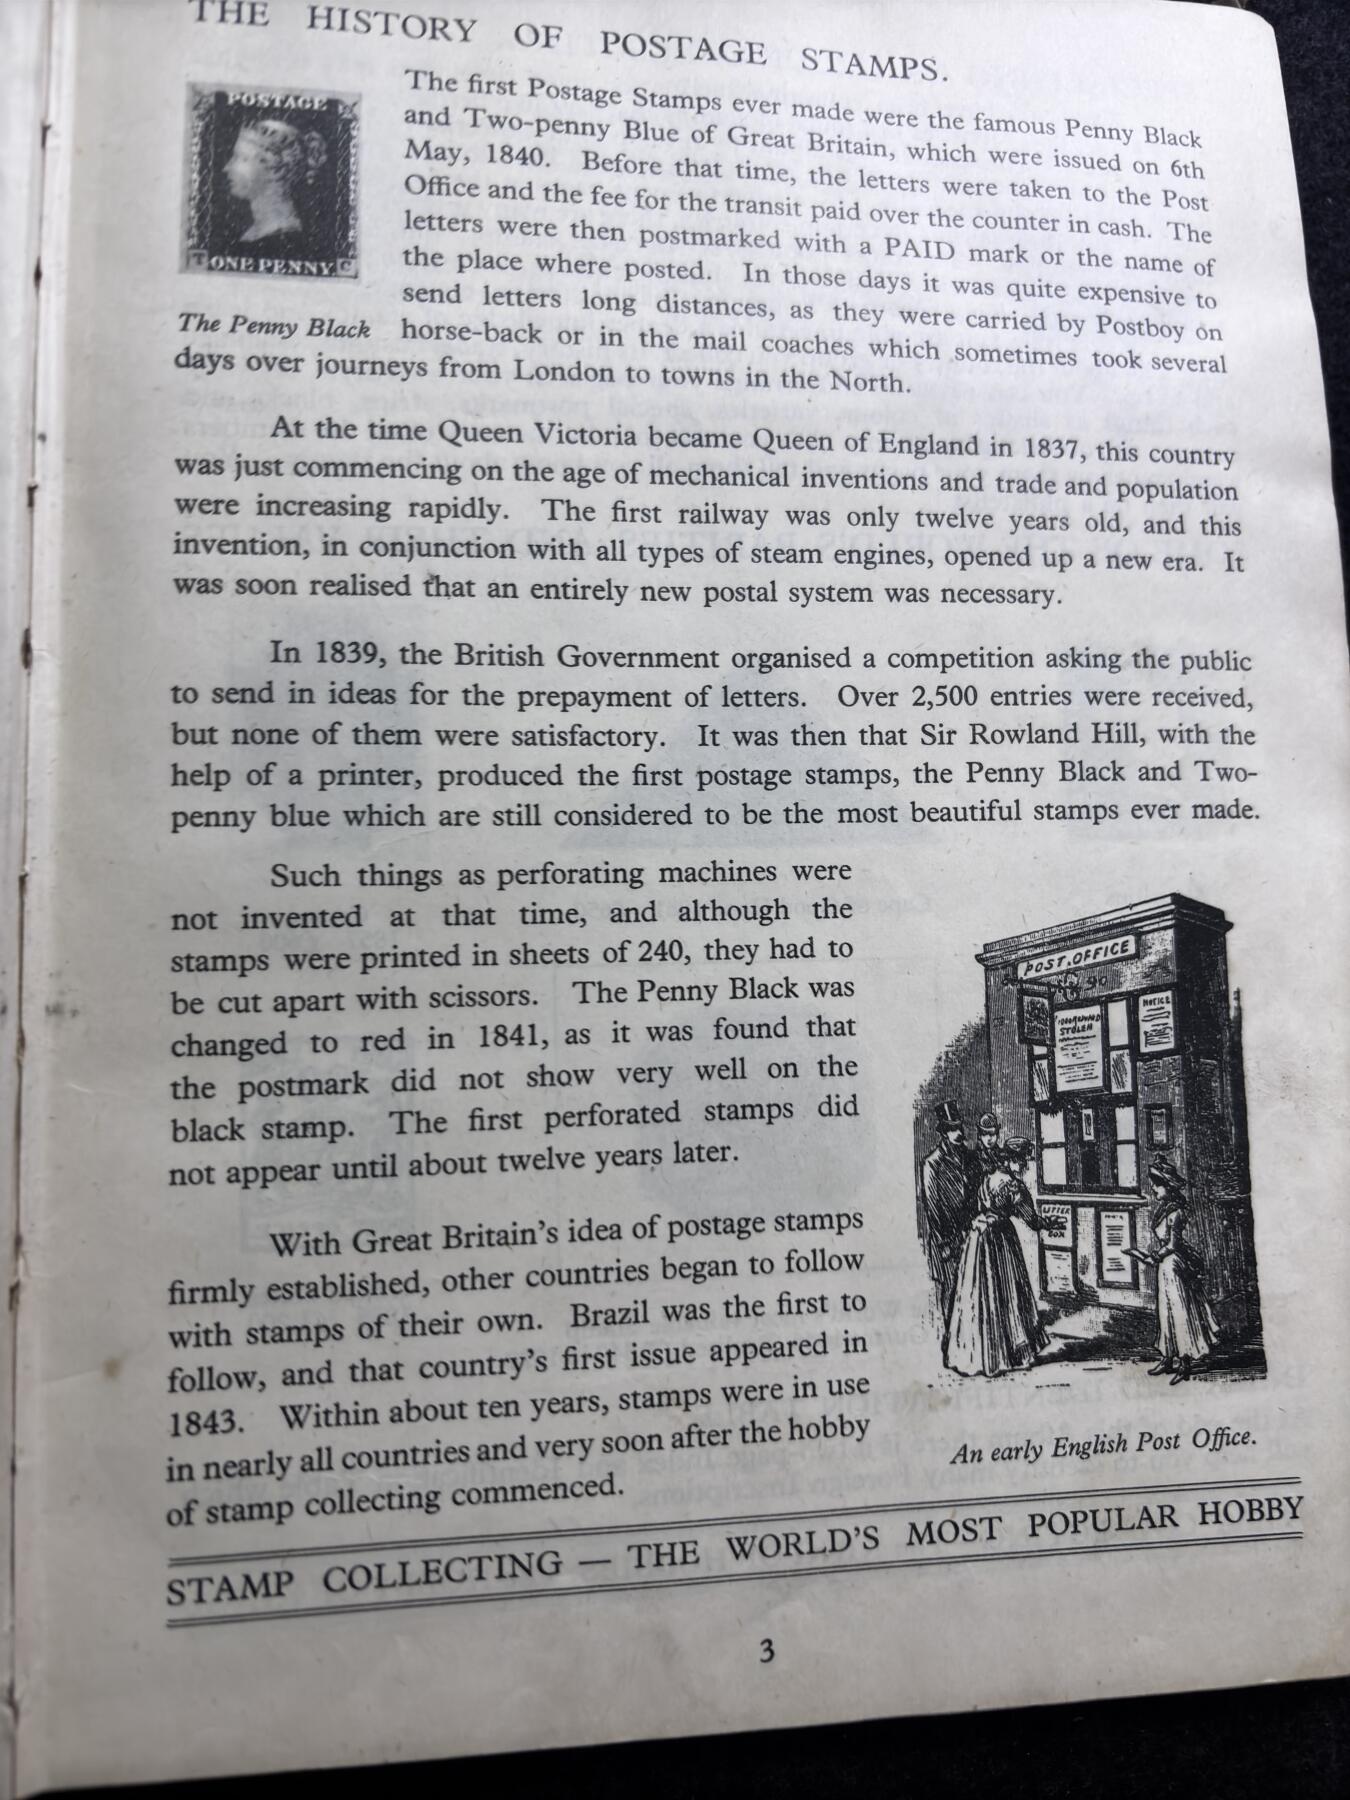 THE HISTORY OF POSTAGE STAMPS.
POSTAGE
T ONE PENNY C
The Penny Black
The first Postage Stamps ever made were the famous Penny Black
and Two-penny Blue of Great Britain, which were issued on 6th
May, 1840. Before that time, the letters were taken to the Post
Office and the fee for the transit paid over the counter in cash. The
letters were then postmarked with a PAID mark or the name of
the place where posted. In those days it was quite expensive to
send letters long distances, as they were carried by Postboy on
horse-back or in the mail coaches which sometimes took several
days over journeys from London to towns in the North.
At the time Queen Victoria became Queen of England in 1837, this country
was just commencing on the age of mechanical inventions and trade and population
were increasing rapidly. The first railway was only twelve years old, and this
invention, in conjunction with all types of steam engines, opened up a new era. It
was soon realised that an entirely new postal system was necessary.
In 1839, the British Government organised a competition asking the public
to send in ideas for the prepayment of letters. Over 2,500 entries were received,
but none of them were satisfactory. It was then that Sir Rowland Hill, with the
help of a printer, produced the first postage stamps, the Penny Black and Two-
penny blue which are still considered to be the most beautiful stamps ever made.
Such things as perforating machines were
not invented at that time, and although the
stamps were printed in sheets of 240, they had to
be cut apart with scissors. The Penny Black was
changed to red in 1841, as it was found that
the postmark did not show very well on the
black stamp. The first perforated stamps did
not appear until about twelve years later.
With Great Britain's idea of postage stamps
firmly established, other countries began to follow
with stamps of their own. Brazil was the first to
follow, and that country's first issue appeared in
1843. Within about ten years, stamps were in use
in nearly all countries and very soon after the hobby
of stamp collecting commenced.
POST.OFFICE
90
NOTICE
STOLEN
LETTER
BOX
An early English Post Office.
STAMP COLLECTING — THE WORLD'S MOST POPULAR HOBBY
3